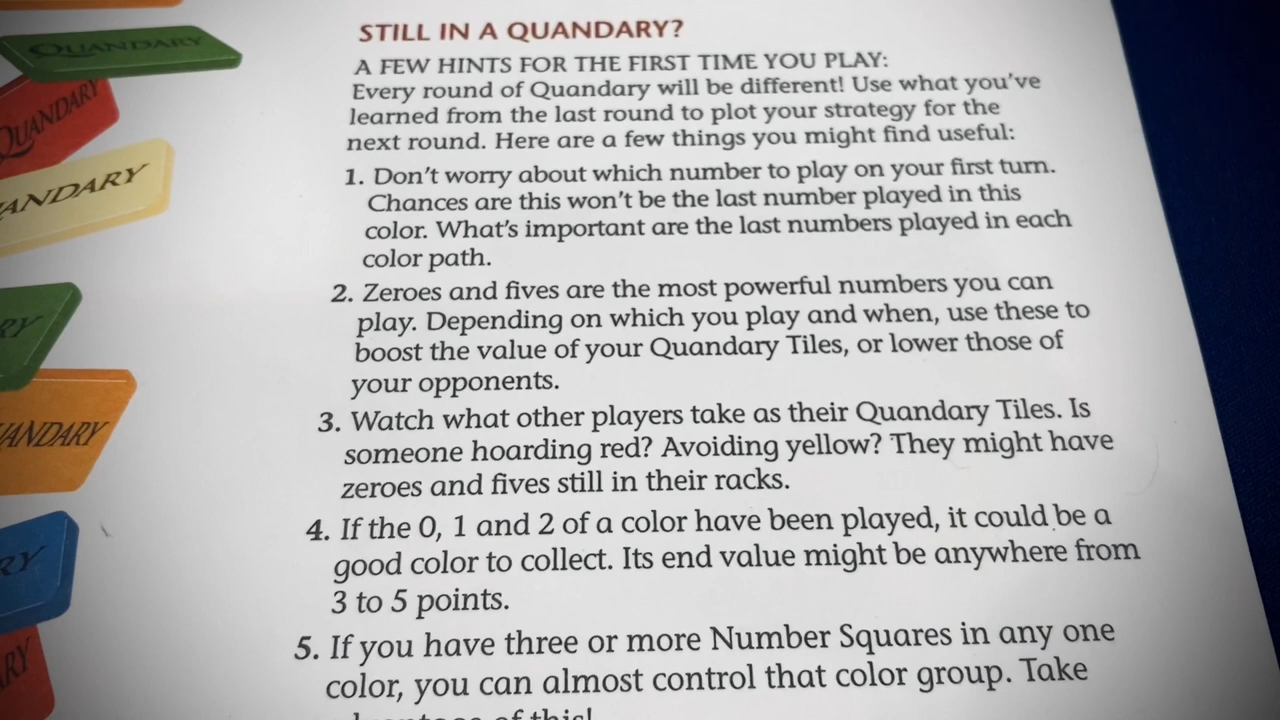 QUANDARY
QUANDARY
ANDARY
RY
ANDARY
RY
RY
STILL IN A QUANDARY?
A FEW HINTS FOR THE FIRST TIME YOU PLAY:
Every round of Quandary will be different! Use what you've
learned from the last round to plot your strategy for the
next round. Here are a few things you might find useful:
1. Don't worry about which number to play on your first turn.
Chances are this won't be the last number played in this
color. What's important are the last numbers played in each
color path.
2. Zeroes and fives are the most powerful numbers you can
play. Depending on which you play and when, use these to
boost the value of your Quandary Tiles, or lower those of
your opponents.
3. Watch what other players take as their Quandary Tiles. Is
someone hoarding red? Avoiding yellow? They might have
zeroes and fives still in their racks.
4. If the 0, 1 and 2 of a color have been played, it could be a
good color to collect. Its end value might be anywhere from
3 to 5 points.
5. If you have three or more Number Squares in any one
color, you can almost control that color group. Take
of this!